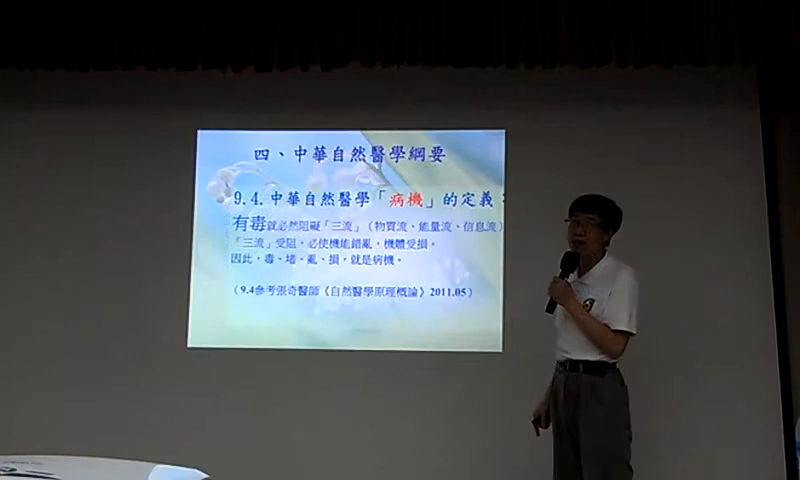 四、中華自然醫學綱要
9.4.中華自然醫學「病機」的定義：
有毒就必然阻礙「三流」（物質流、能量流、信息流）
「三流」受阻，必使機能錯亂，機體受損。
因此，毒、堵、亂、損，就是病機。
（9.4參考張奇醫師《自然醫學原理概論》2011.05）